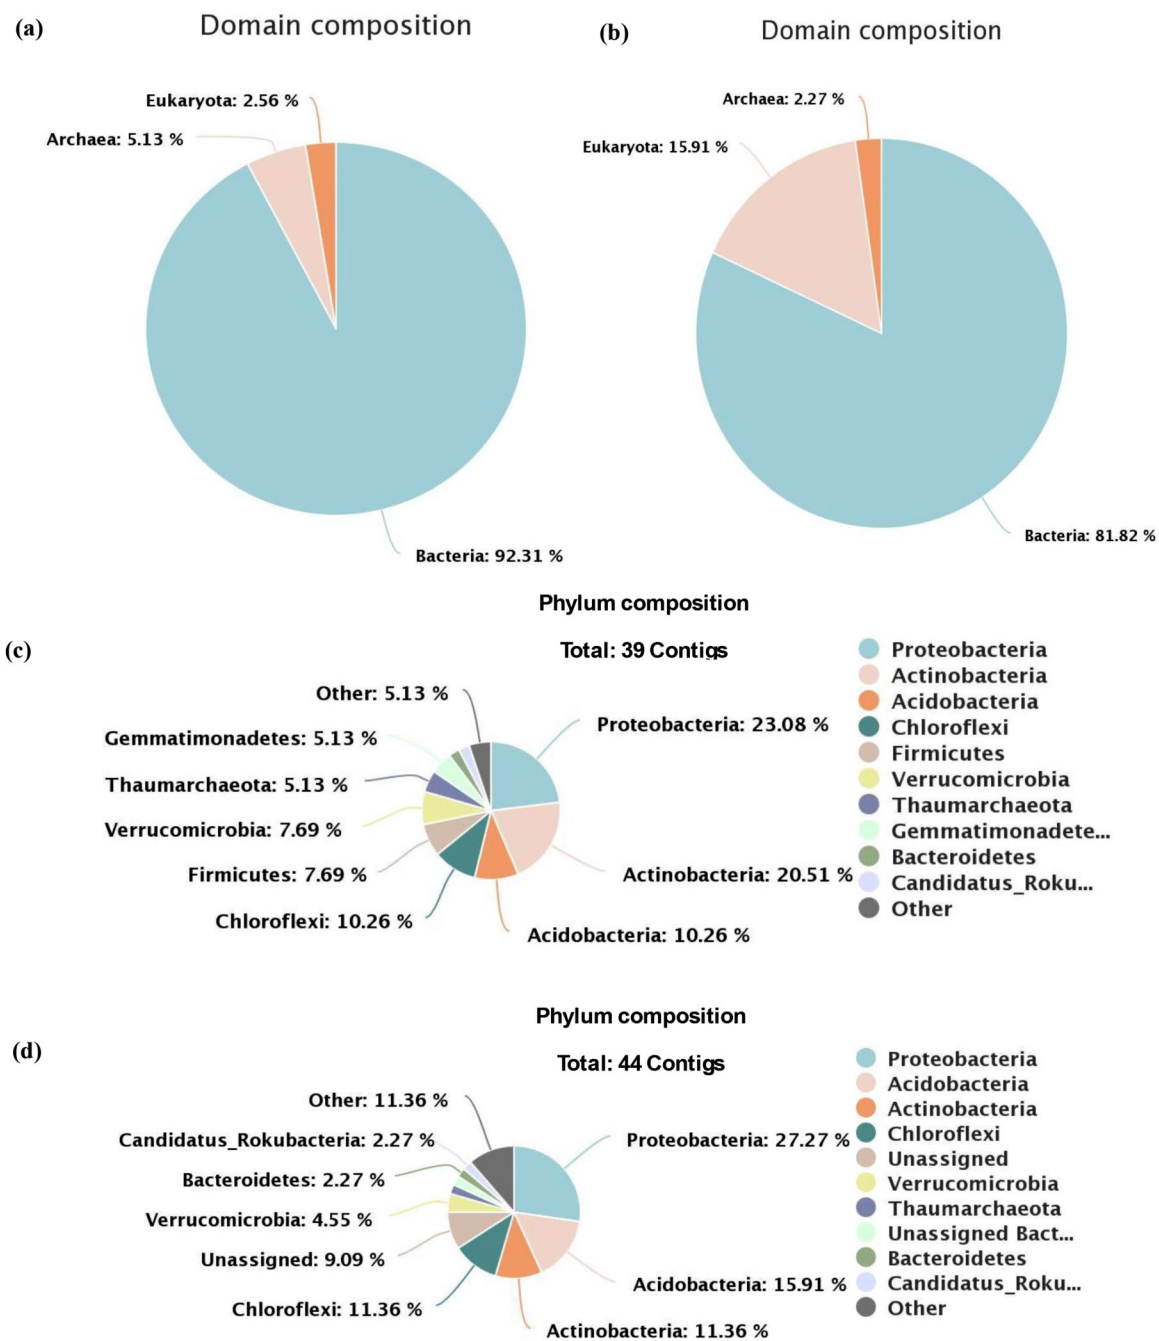 (a)
Domain composition
Eukaryota: 2.56 %
Archaea: 5.13 %
Bacteria: 92.31 %
(b)
Domain composition
Archaea: 2.27 %
Eukaryota: 15.91 %
Bacteria: 81.82 %
Phylum composition
(c)
Total: 39 Contigs
Other: 5.13 %
Gemmatimonadetes: 5.13 %
Thaumarchaeota: 5.13 %
Verrucomicrobia: 7.69 %
Firmicutes: 7.69 %
Chloroflexi: 10.26 %
Proteobacteria: 23.08 %
Actinobacteria: 20.51 %
Acidobacteria: 10.26 %
Proteobacteria
Actinobacteria
Acidobacteria
Chloroflexi
Firmicutes
Verrucomicrobia
Thaumarchaeota
Gemmatimonadete...
Bacteroidetes
Candidatus_Roku...
Other
Phylum composition
(d)
Total: 44 Contigs
Other: 11.36 %
Candidatus_Rokubacteria: 2.27 %
Bacteroidetes: 2.27 %
Verrucomicrobia: 4.55 %
Unassigned: 9.09 %
Chloroflexi: 11.36 %
Proteobacteria: 27.27 %
Acidobacteria: 15.91 %
Actinobacteria: 11.36 %
Proteobacteria
Acidobacteria
Actinobacteria
Chloroflexi
Unassigned
Verrucomicrobia
Thaumarchaeota
Unassigned Bact...
Bacteroidetes
Candidatus_Roku...
Other